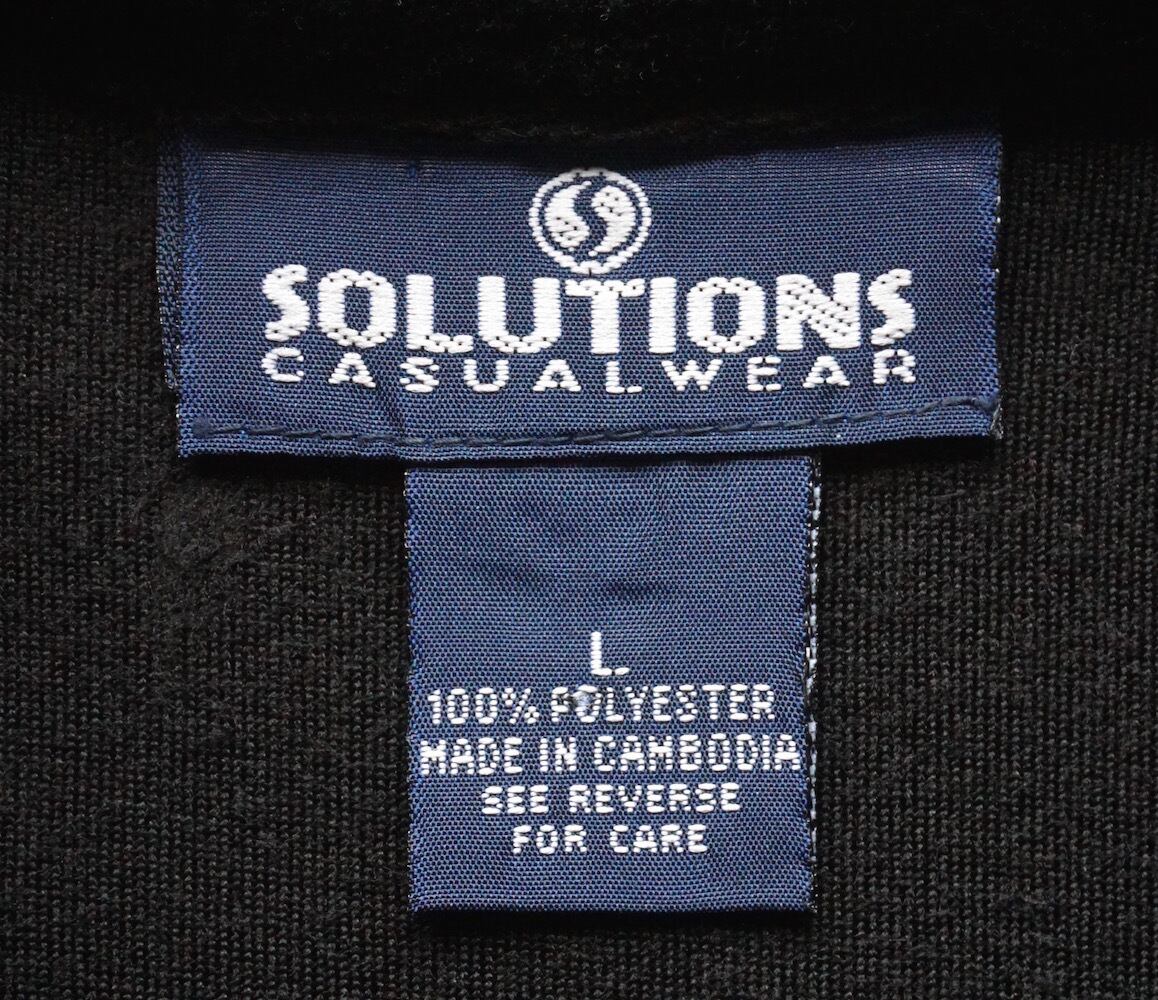 SOLUTIONS
CASUALWEAR
L
100% POLYESTER
MADE IN CAMBODIA
SEE REVERSE
FOR CARE